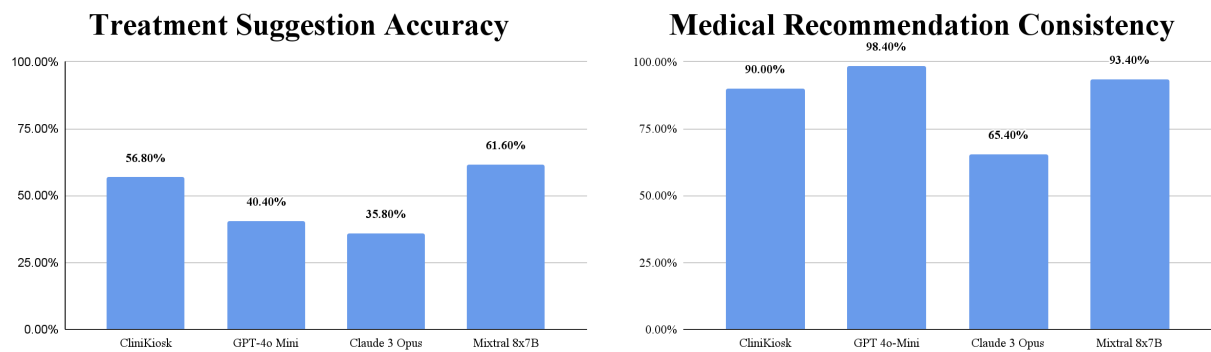 Treatment Suggestion Accuracy
100.00%
75.00%
50.00%
25.00%
0.00%
56.80%
40.40%
35.80%
61.60%
CliniKiosk
GPT-4o Mini
Claude 3 Opus
Mixtral 8x7B
Medical Recommendation Consistency
100.00%
75.00%
50.00%
25.00%
0.00%
90.00%
98.40%
65.40%
93.40%
CliniKiosk
GPT 4o-Mini
Claude 3 Opus
Mixtral 8x7B